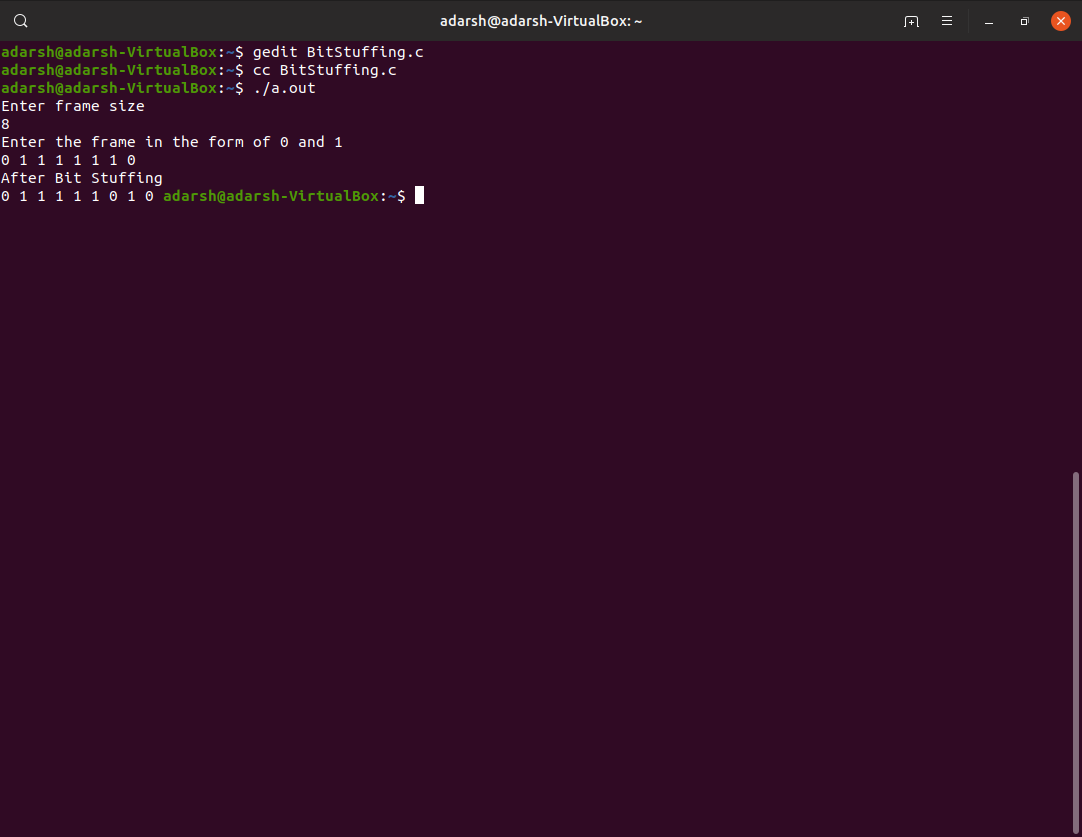 adarsh@adarsh-VirtualBox: ~
adarsh@adarsh-VirtualBox:~$ gedit BitStuffing.c
adarsh@adarsh-VirtualBox:~$ cc BitStuffing.c
adarsh@adarsh-VirtualBox:~$ ./a.out
Enter frame size
8
Enter the frame in the form of 0 and 1
0 1 1 1 1 1 1 0
After Bit Stuffing
0 1 1 1 1 1 0 1 0 adarsh@adarsh-VirtualBox:~$